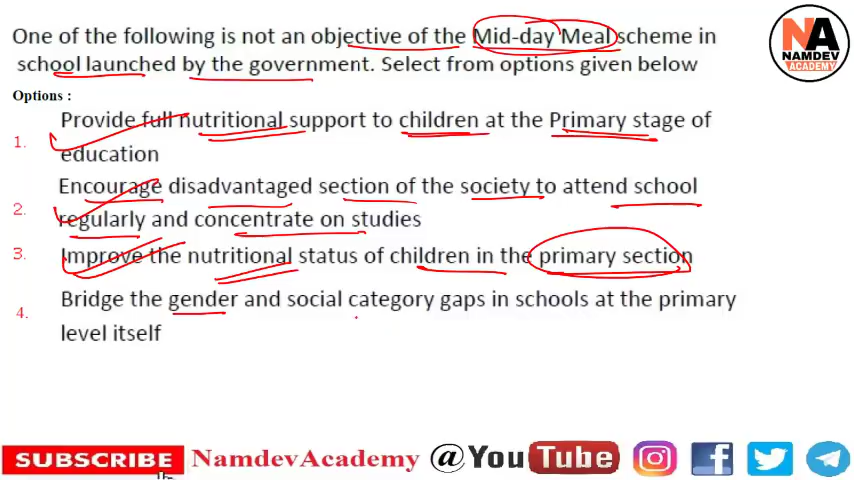 One of the following is not an objective of the Mid-day Meal scheme in
school launched by the government. Select from options given below
NA
NAMDEV
ACADEMY
Options :
1. Provide full nutritional support to children at the Primary stage of
education
2. Encourage disadvantaged section of the society to attend school
regularly and concentrate on studies
3. Improve the nutritional status of children in the primary section
4. Bridge the gender and social category gaps in schools at the primary
level itself
SUBSCRIBE NamdevAcademy @YouTube f